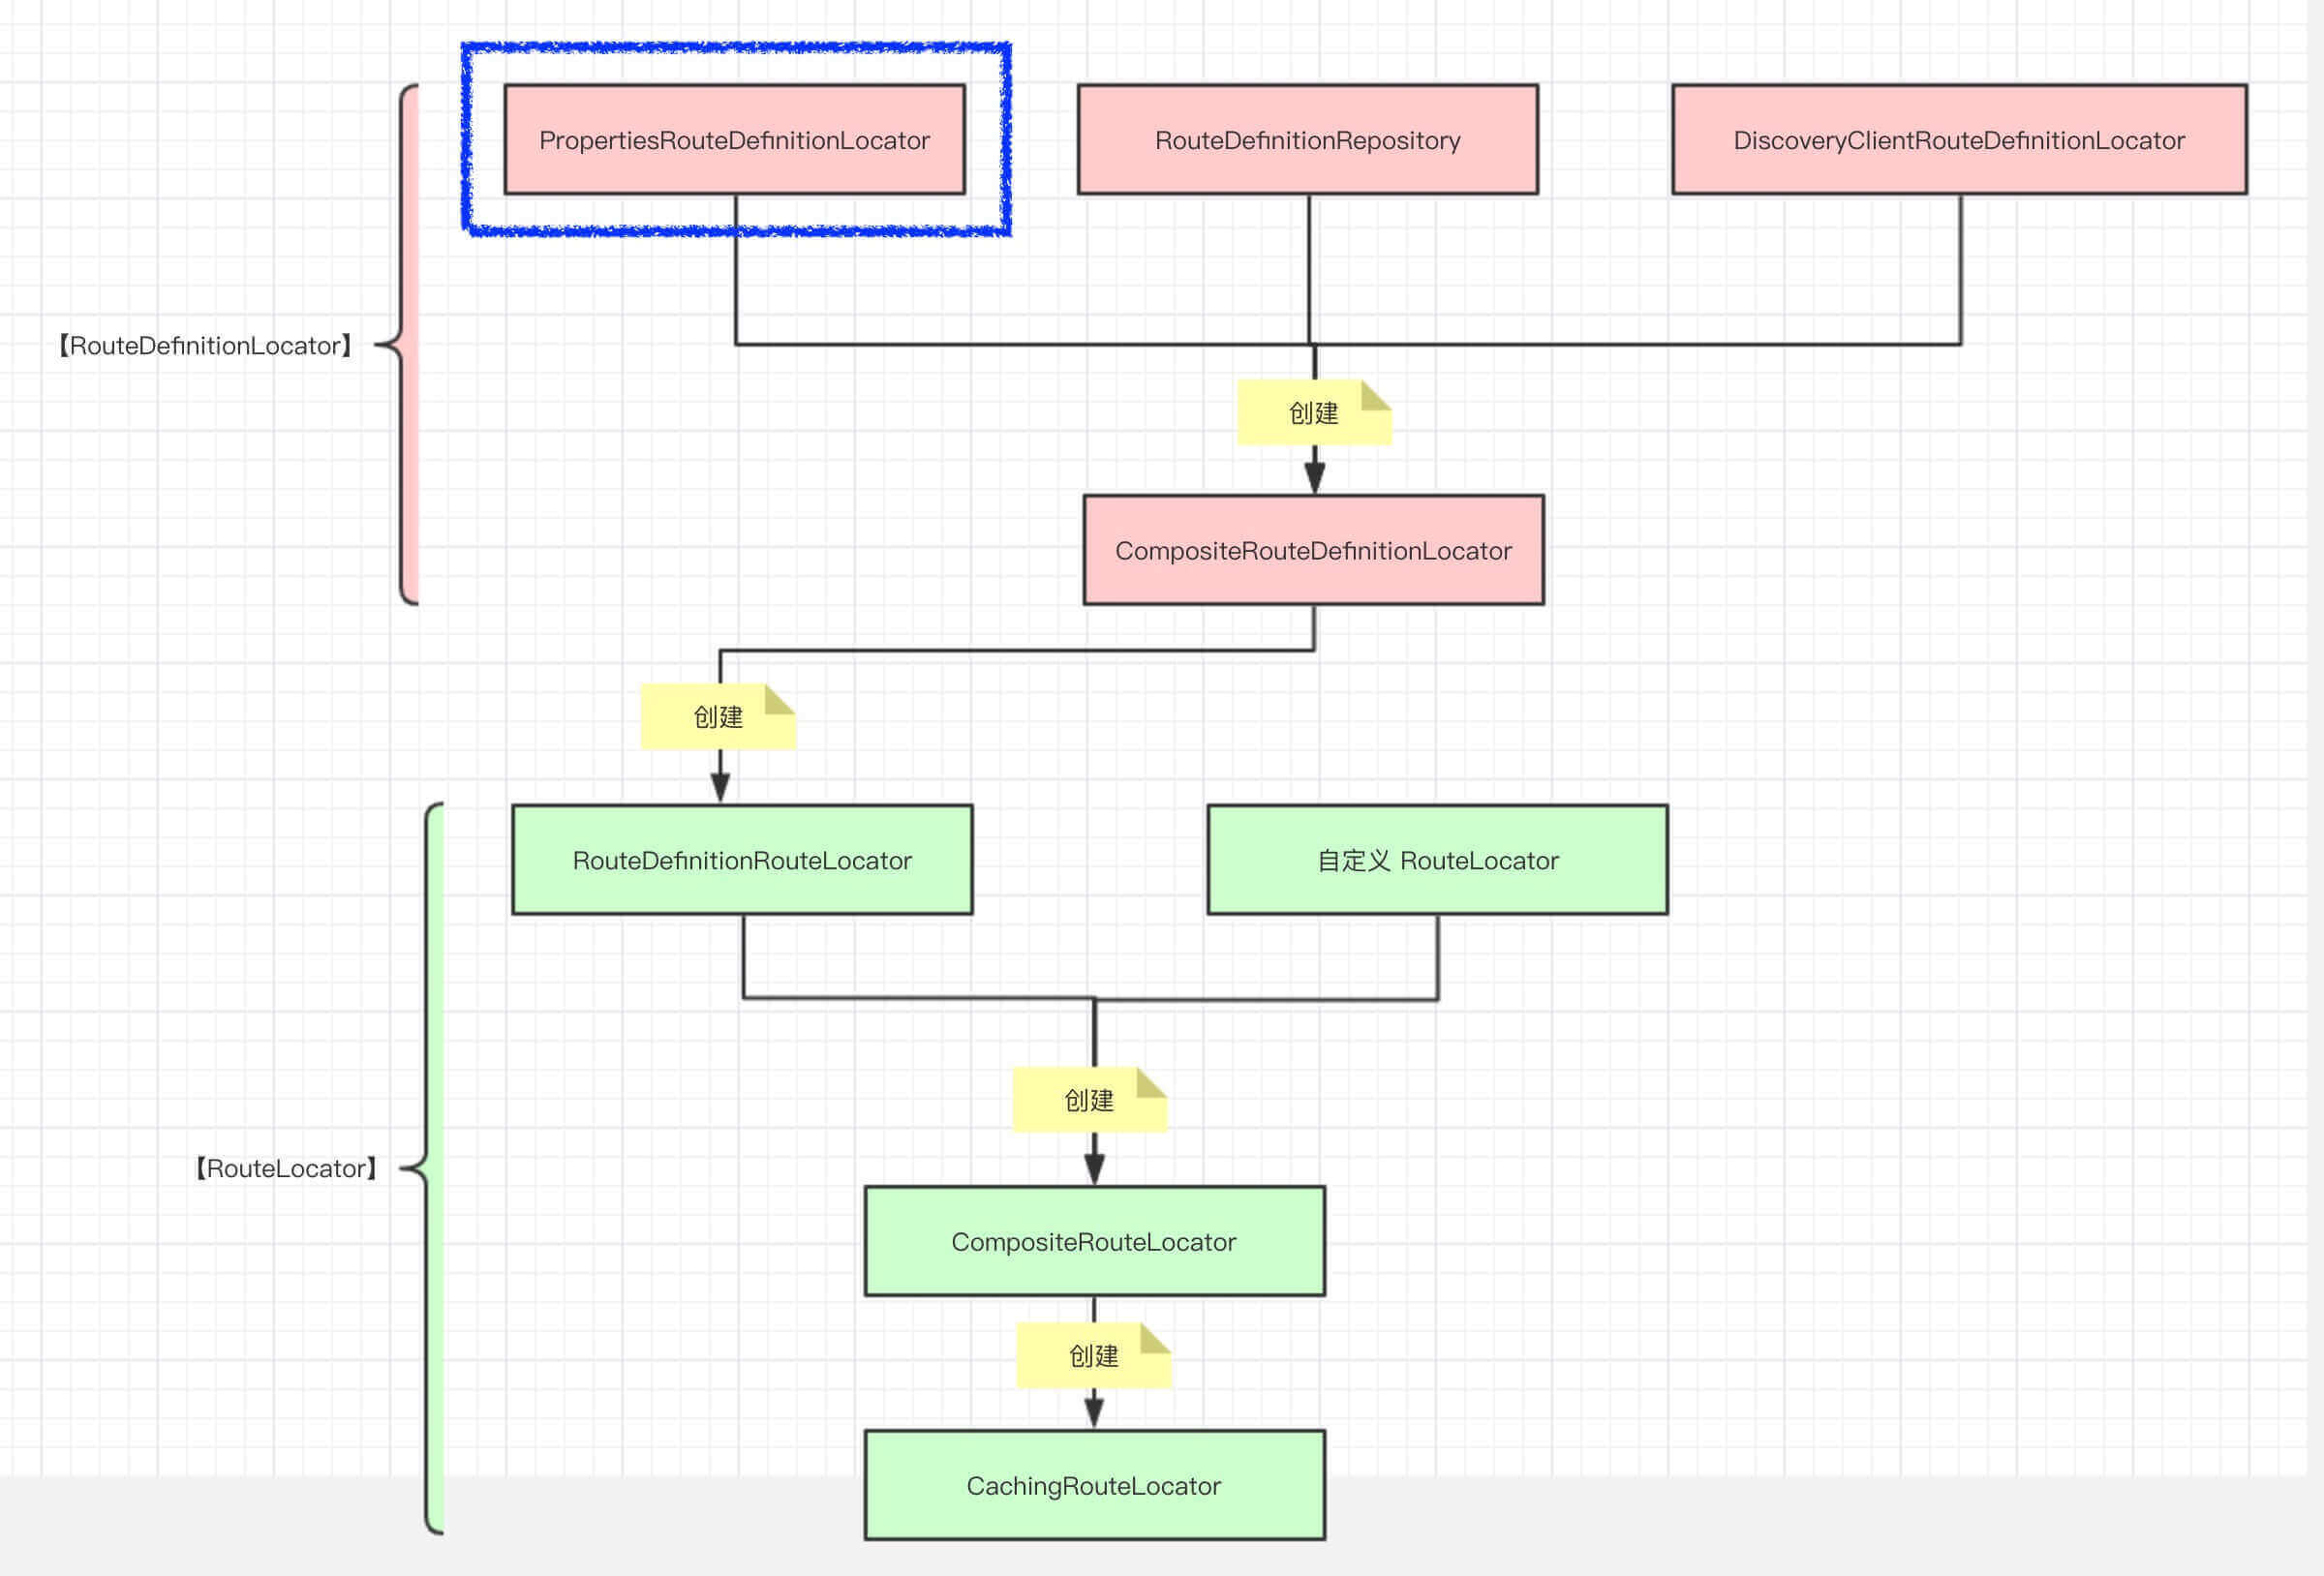 PropertiesRouteDefinitionLocator
RouteDefinitionRepository
DiscoveryClientRouteDefinitionLocator
【RouteDefinitionLocator】
创建
CompositeRouteDefinitionLocator
创建
RouteDefinitionRouteLocator
自定义 RouteLocator
创建
【RouteLocator】
CompositeRouteLocator
创建
CachingRouteLocator